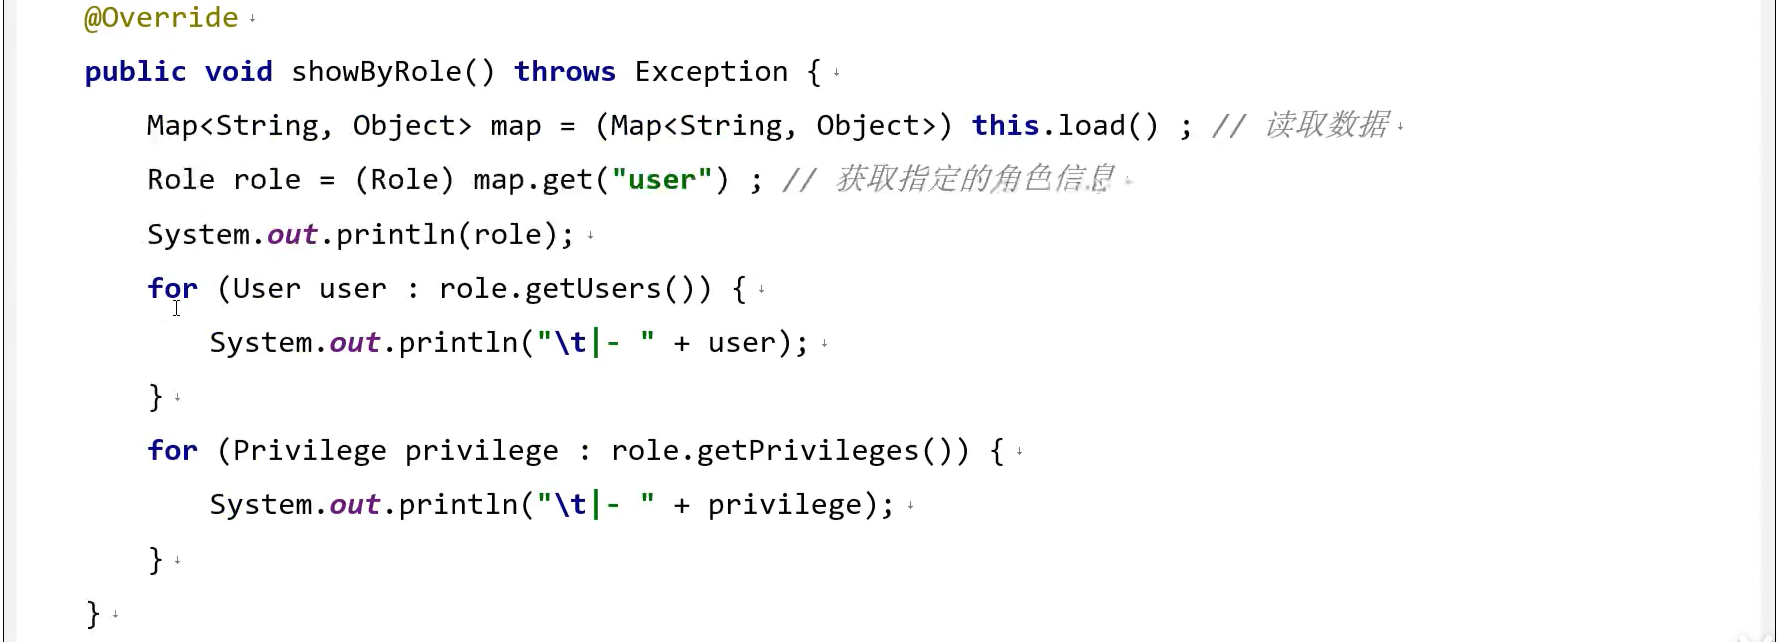 @Override
public void showByRole() throws Exception {
    Map<String, Object> map = (Map<String, Object>) this.load() ; // 读取数据
    Role role = (Role) map.get("user") ; // 获取指定的角色信息
    System.out.println(role);
    for (User user : role.getUsers()) {
        System.out.println("\t|- " + user);
    }
    for (Privilege privilege : role.getPrivileges()) {
        System.out.println("\t|- " + privilege);
    }
}